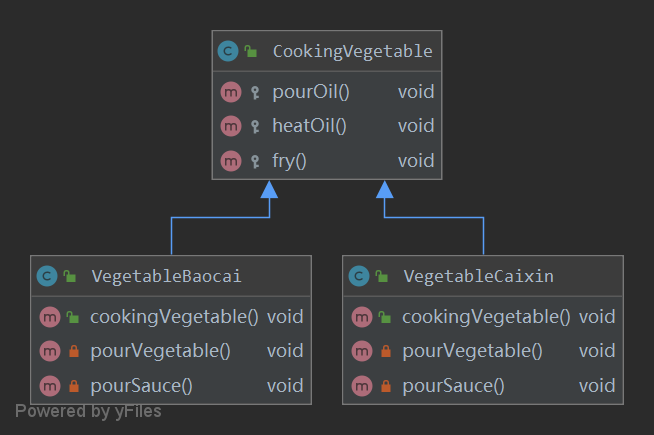 CookingVegetable
pourOil() void
heatOil() void
fry() void
VegetableBaocai
cookingVegetable() void
pourVegetable() void
pourSauce() void
VegetableCaixin
cookingVegetable() void
pourVegetable() void
pourSauce() void
Powered by yFiles